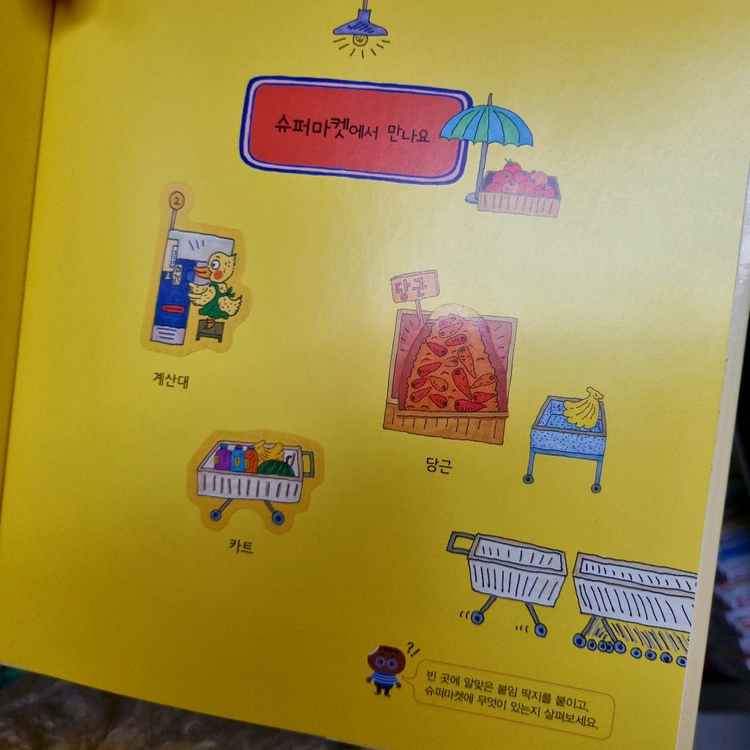 슈퍼마켓에서 만나요
2
계산대
당근
당근
카트
?!
빈 곳에 알맞은 붙임 딱지를 붙이고,
슈퍼마켓에 무엇이 있는지 살펴보세요.